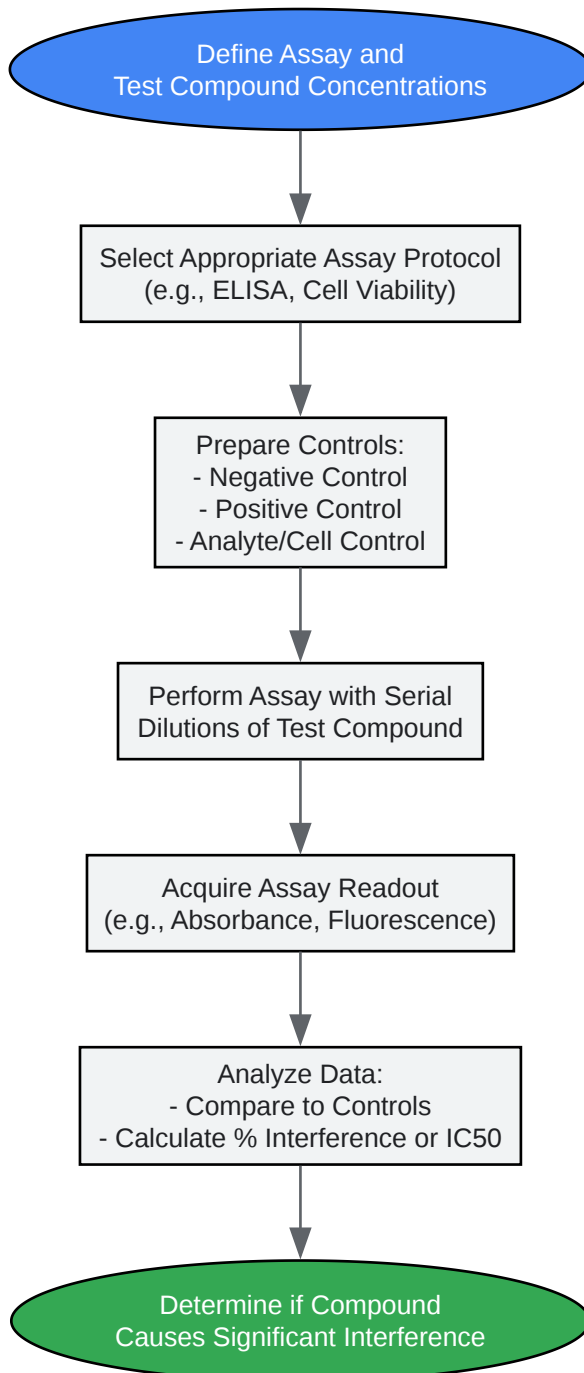 Define Assay and
Test Compound Concentrations
Select Appropriate Assay Protocol
(e.g., ELISA, Cell Viability)
Prepare Controls:
- Negative Control
- Positive Control
- Analyte/Cell Control
Perform Assay with Serial
Dilutions of Test Compound
Acquire Assay Readout
(e.g., Absorbance, Fluorescence)
Analyze Data:
- Compare to Controls
- Calculate % Interference or IC50
Determine if Compound
Causes Significant Interference